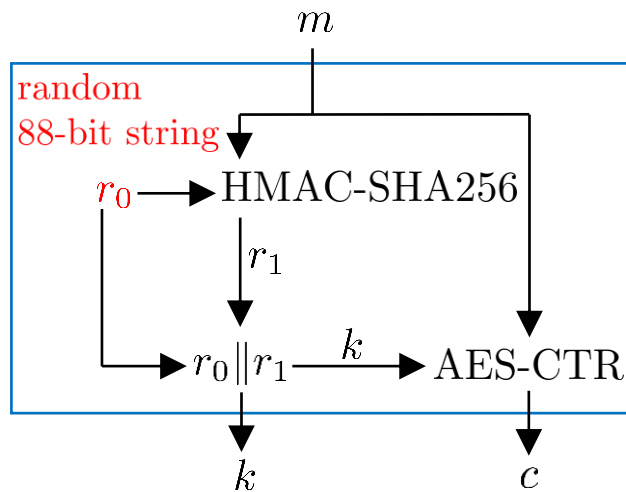 m
random
88-bit string
r₀ HMAC-SHA256
r₁
r₀∥r₁ k AES-CTR
k c